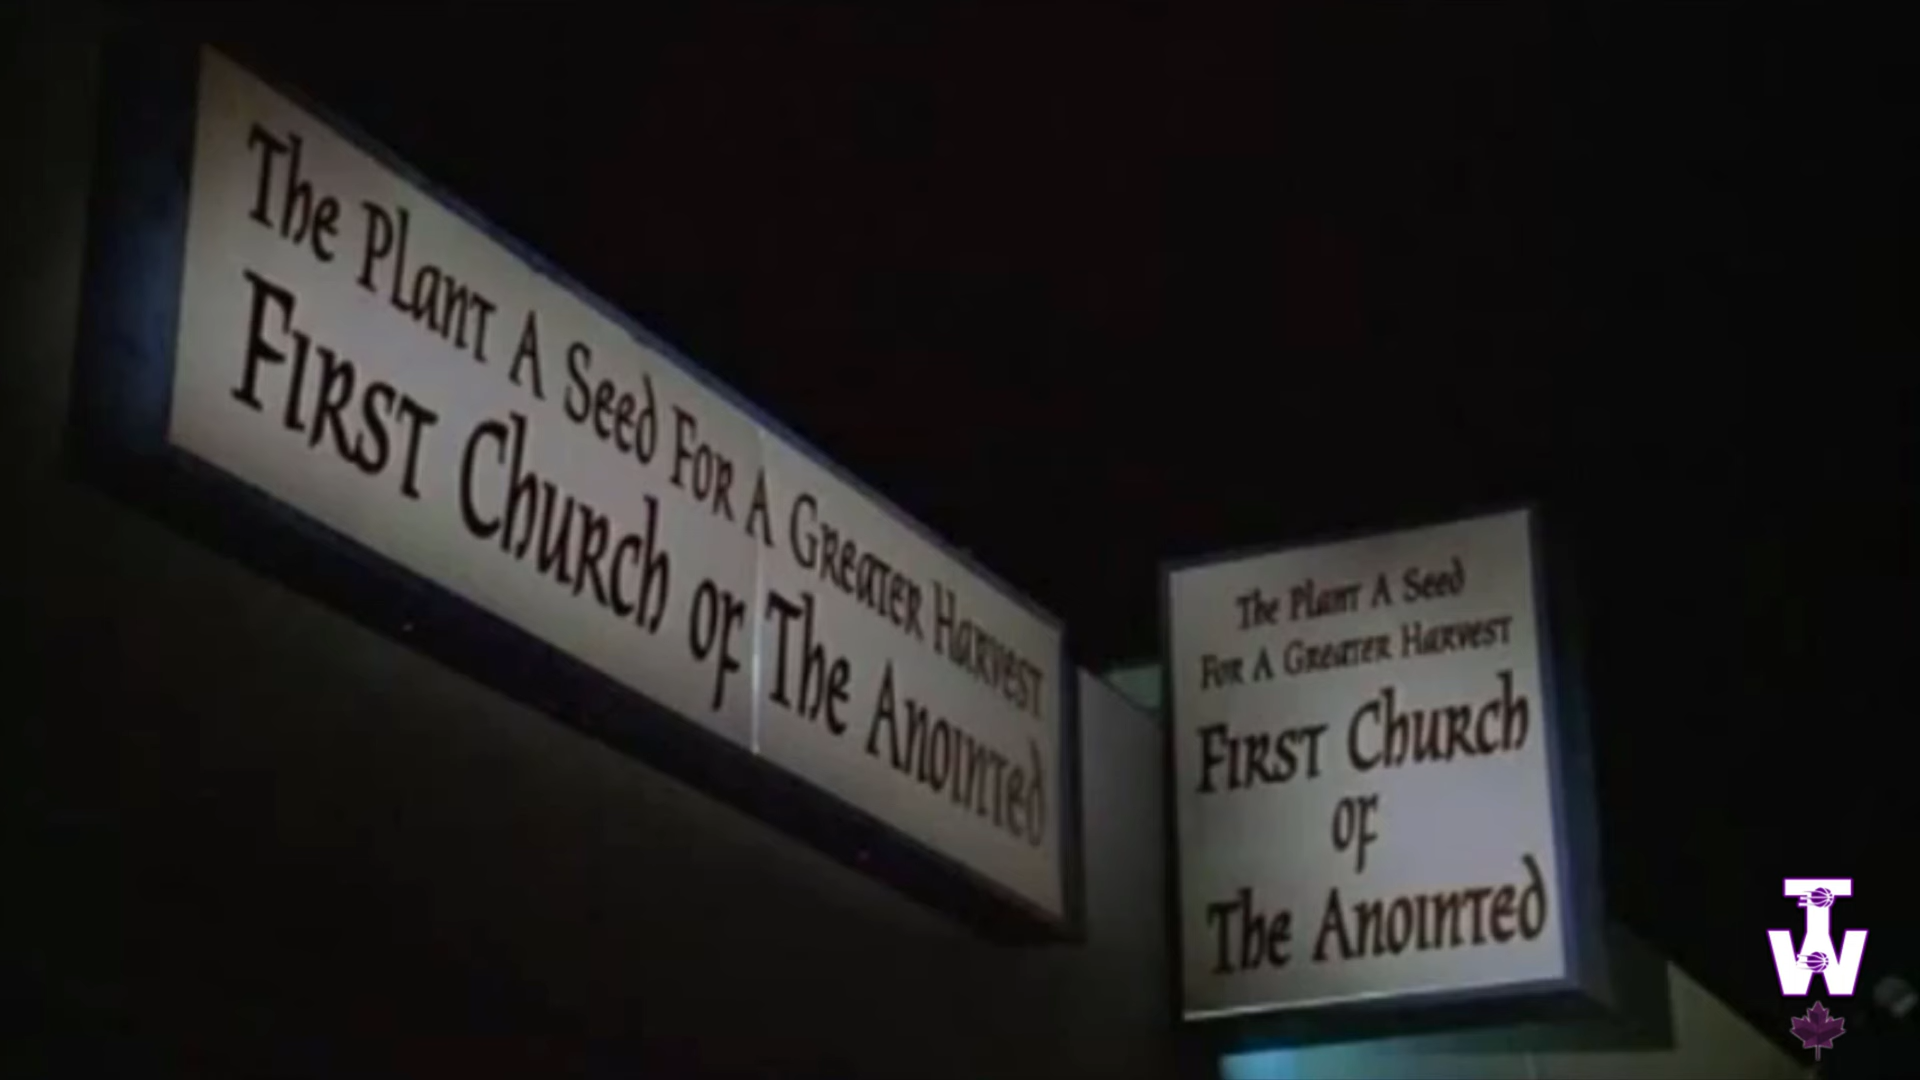 The Plant A Seed For A Greater Harvest
First Church of The Anointed
The Plant A Seed
For A Greater Harvest
First Church
of
The Anointed
TW